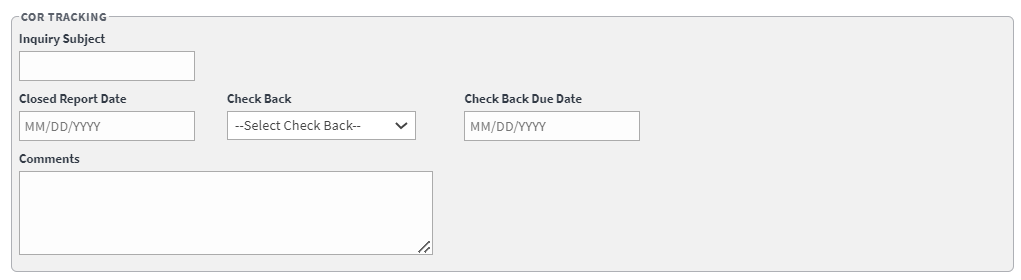 COR TRACKING
Inquiry Subject
Closed Report Date Check Back Check Back Due Date
MM/DD/YYYY --Select Check Back-- MM/DD/YYYY
Comments